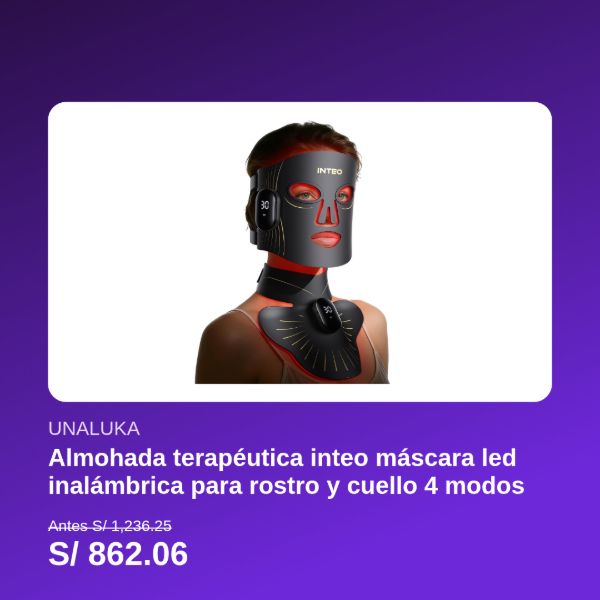 INTEO
30
30
UNALUKA
Almohada terapéutica inteo máscara led
inalámbrica para rostro y cuello 4 modos
Antes S/ 1,236.25
S/ 862.06